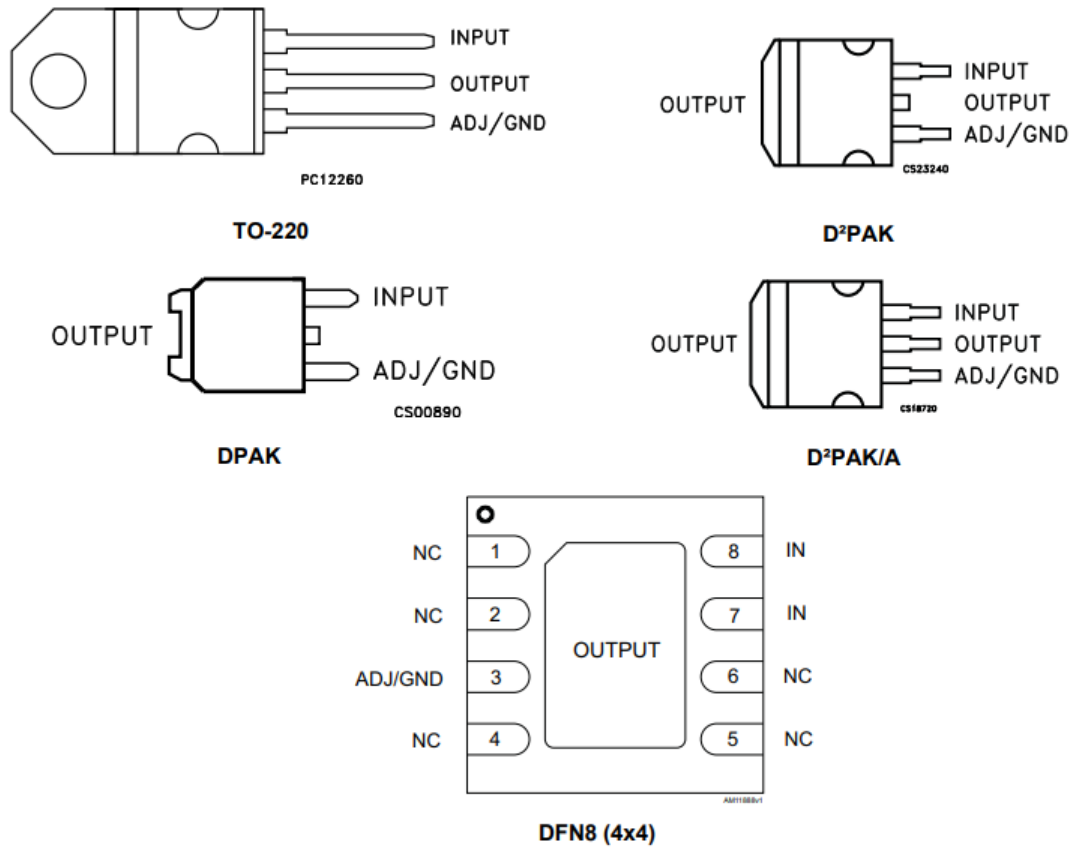 INPUT
OUTPUT
ADJ/GND
PC12260
TO-220
OUTPUT
INPUT
OUTPUT
ADJ/GND
CS23240
D²PAK
OUTPUT
INPUT
ADJ/GND
CS00890
DPAK
OUTPUT
INPUT
OUTPUT
ADJ/GND
CS18720
D²PAK/A
NC 1 8 IN
NC 2 7 IN
OUTPUT
ADJ/GND 3 6 NC
NC 4 5 NC
AM11888v1
DFN8 (4x4)